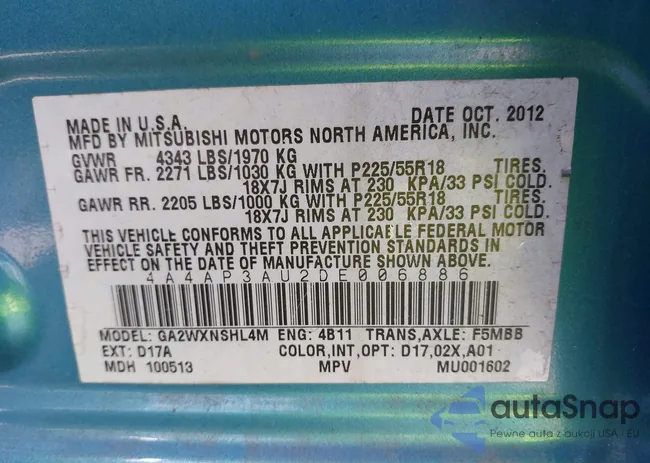 MADE IN U.S.A. DATE OCT. 2012
MFD BY MITSUBISHI MOTORS NORTH AMERICA, INC.
GVWR 4343 LBS/1970 KG
GAWR FR. 2271 LBS/1030 KG WITH P225/55R18 TIRES.
18X7J RIMS AT 230 KPA/33 PSI COLD.
GAWR RR. 2205 LBS/1000 KG WITH P225/55R18 TIRES.
18X7J RIMS AT 230 KPA/33 PSI COLD.
THIS VEHICLE CONFORMS TO ALL APPLICABLE FEDERAL MOTOR
VEHICLE SAFETY AND THEFT PREVENTION STANDARDS IN
EFFECT ON THE DATE OF MANUFACTURE SHOWN ABOVE.
4A4AP3AU2DE006886
MODEL: GA2WXNSHL4M ENG: 4B11 TRANS,AXLE: F5MBB
EXT: D17A COLOR,INT,OPT: D17,02X,A01
MDH 100513 MPV MU001602
autaSnap
Pewne auta z aukcji USA - EU